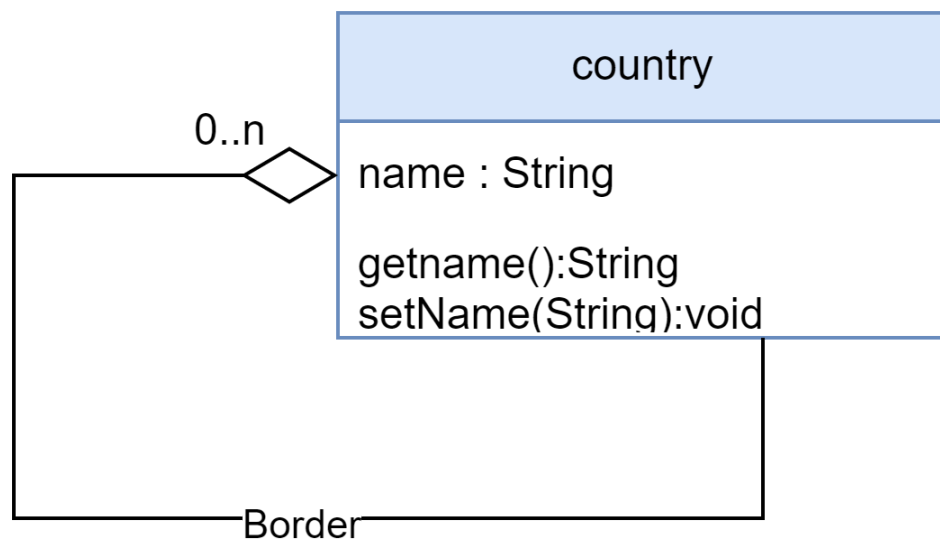 country
0..n
name : String
getname():String
setName(String):void
Border